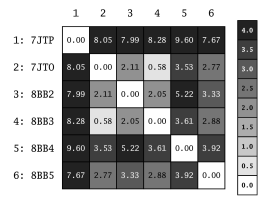 1 2 3 4 5 6
1: 7JTP 0.00 8.05 7.99 8.28 9.60 7.67
2: 7JTO 8.05 0.00 2.11 0.58 3.53 2.77
3: 8BB2 7.99 2.11 0.00 2.05 5.22 3.33
4: 8BB3 8.28 0.58 2.05 0.00 3.61 2.88
5: 8BB4 9.60 3.53 5.22 3.61 0.00 3.92
6: 8BB5 7.67 2.77 3.33 2.88 3.92 0.00
4.0
3.5
3.0
2.5
2.0
1.5
1.0
0.5
0.0